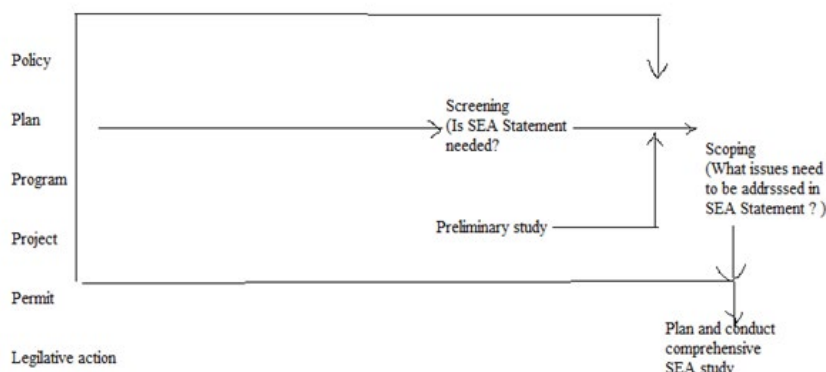 Policy
Plan
Program
Project
Permit
Legilative action
Screening
(Is SEA Statement
needed?
Preliminary study
Scoping
(What issues need
to be addrsssed in
SEA Statement ? )
Plan and conduct
comprehensive
SEA study